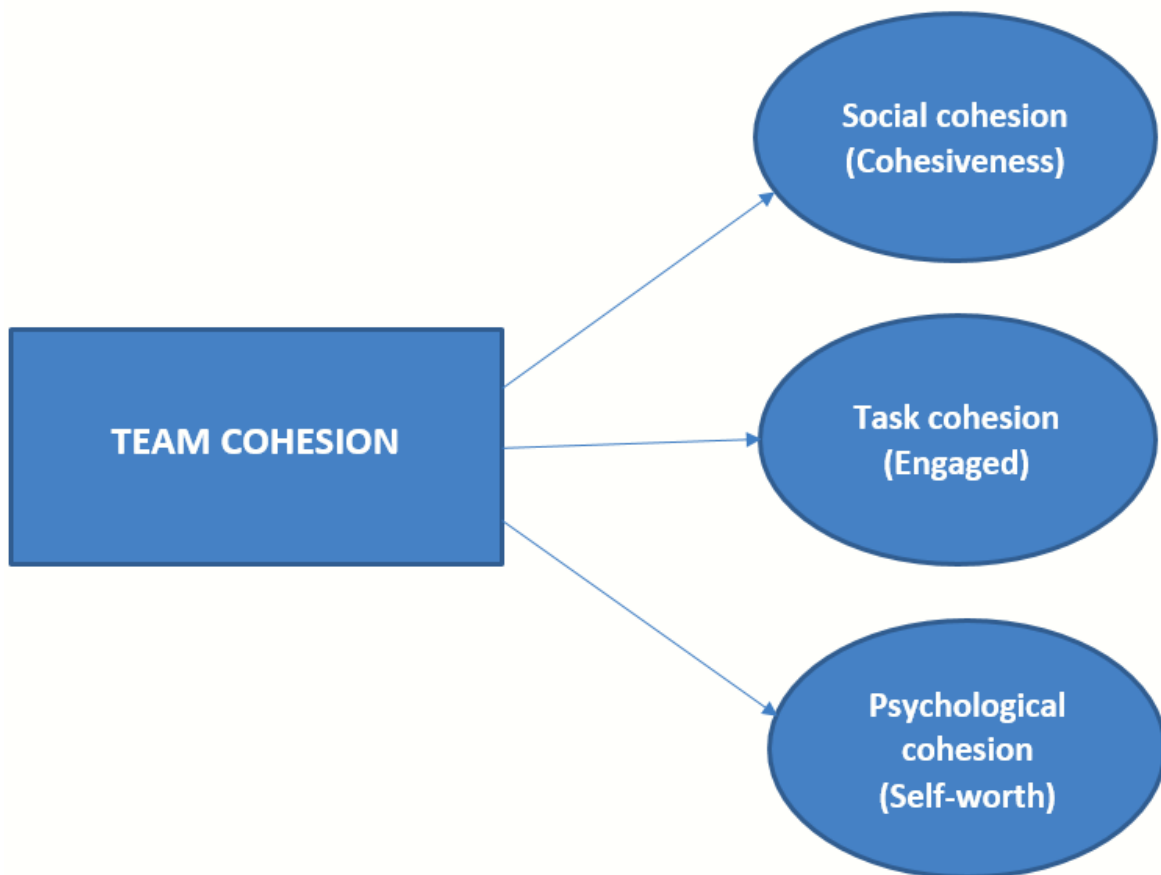 Social cohesion
(Cohesiveness)
TEAM COHESION
Task cohesion
(Engaged)
Psychological
cohesion
(Self-worth)